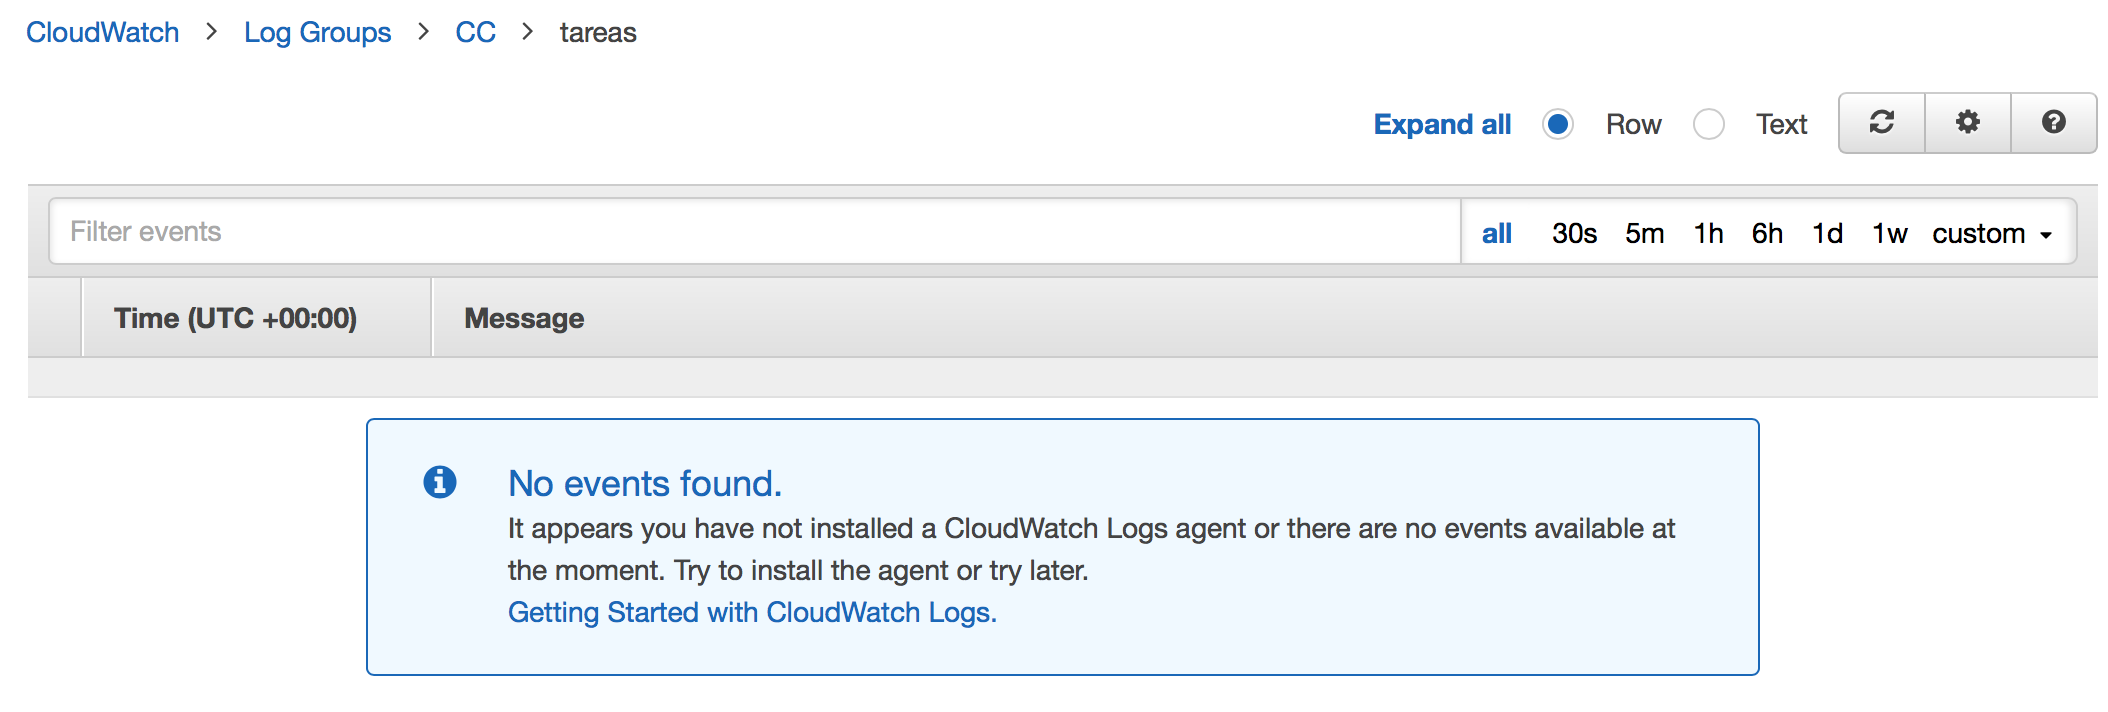 CloudWatch > Log Groups > CC > tareas
Expand all Row Text
Filter events all 30s 5m 1h 6h 1d 1w custom
Time (UTC +00:00) Message
No events found.
It appears you have not installed a CloudWatch Logs agent or there are no events available at
the moment. Try to install the agent or try later.
Getting Started with CloudWatch Logs.